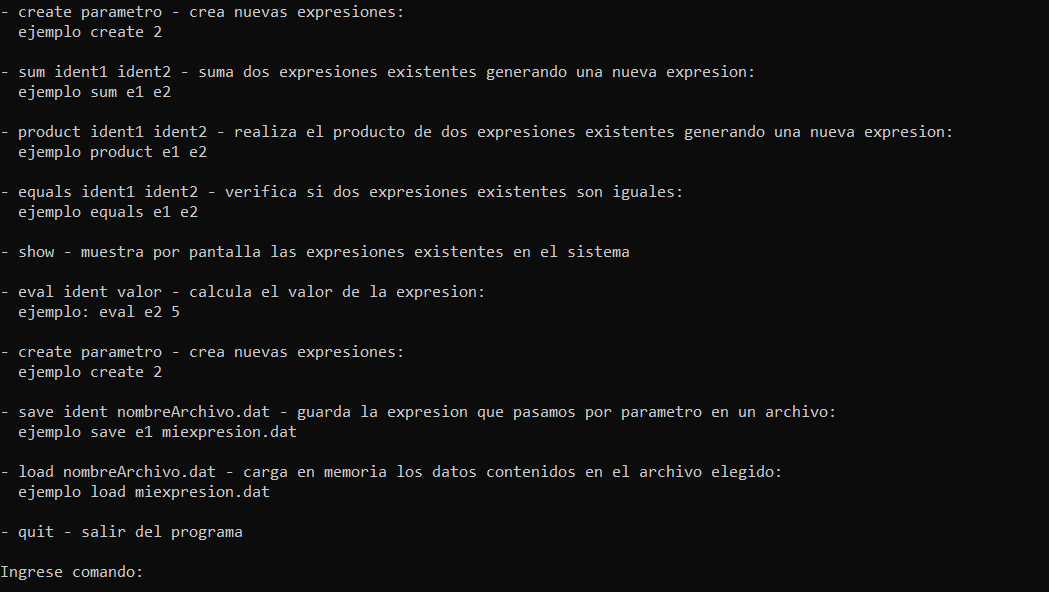 - create parametro - crea nuevas expresiones:
ejemplo create 2
- sum ident1 ident2 - suma dos expresiones existentes generando una nueva expresion:
ejemplo sum e1 e2
- product ident1 ident2 - realiza el producto de dos expresiones existentes generando una nueva expresion:
ejemplo product e1 e2
- equals ident1 ident2 - verifica si dos expresiones existentes son iguales:
ejemplo equals e1 e2
- show - muestra por pantalla las expresiones existentes en el sistema
- eval ident valor - calcula el valor de la expresion:
ejemplo: eval e2 5
- create parametro - crea nuevas expresiones:
ejemplo create 2
- save ident nombreArchivo.dat - guarda la expresion que pasamos por parametro en un archivo:
ejemplo save e1 miexpresion.dat
- load nombreArchivo.dat - carga en memoria los datos contenidos en el archivo elegido:
ejemplo load miexpresion.dat
- quit - salir del programa
Ingrese comando: